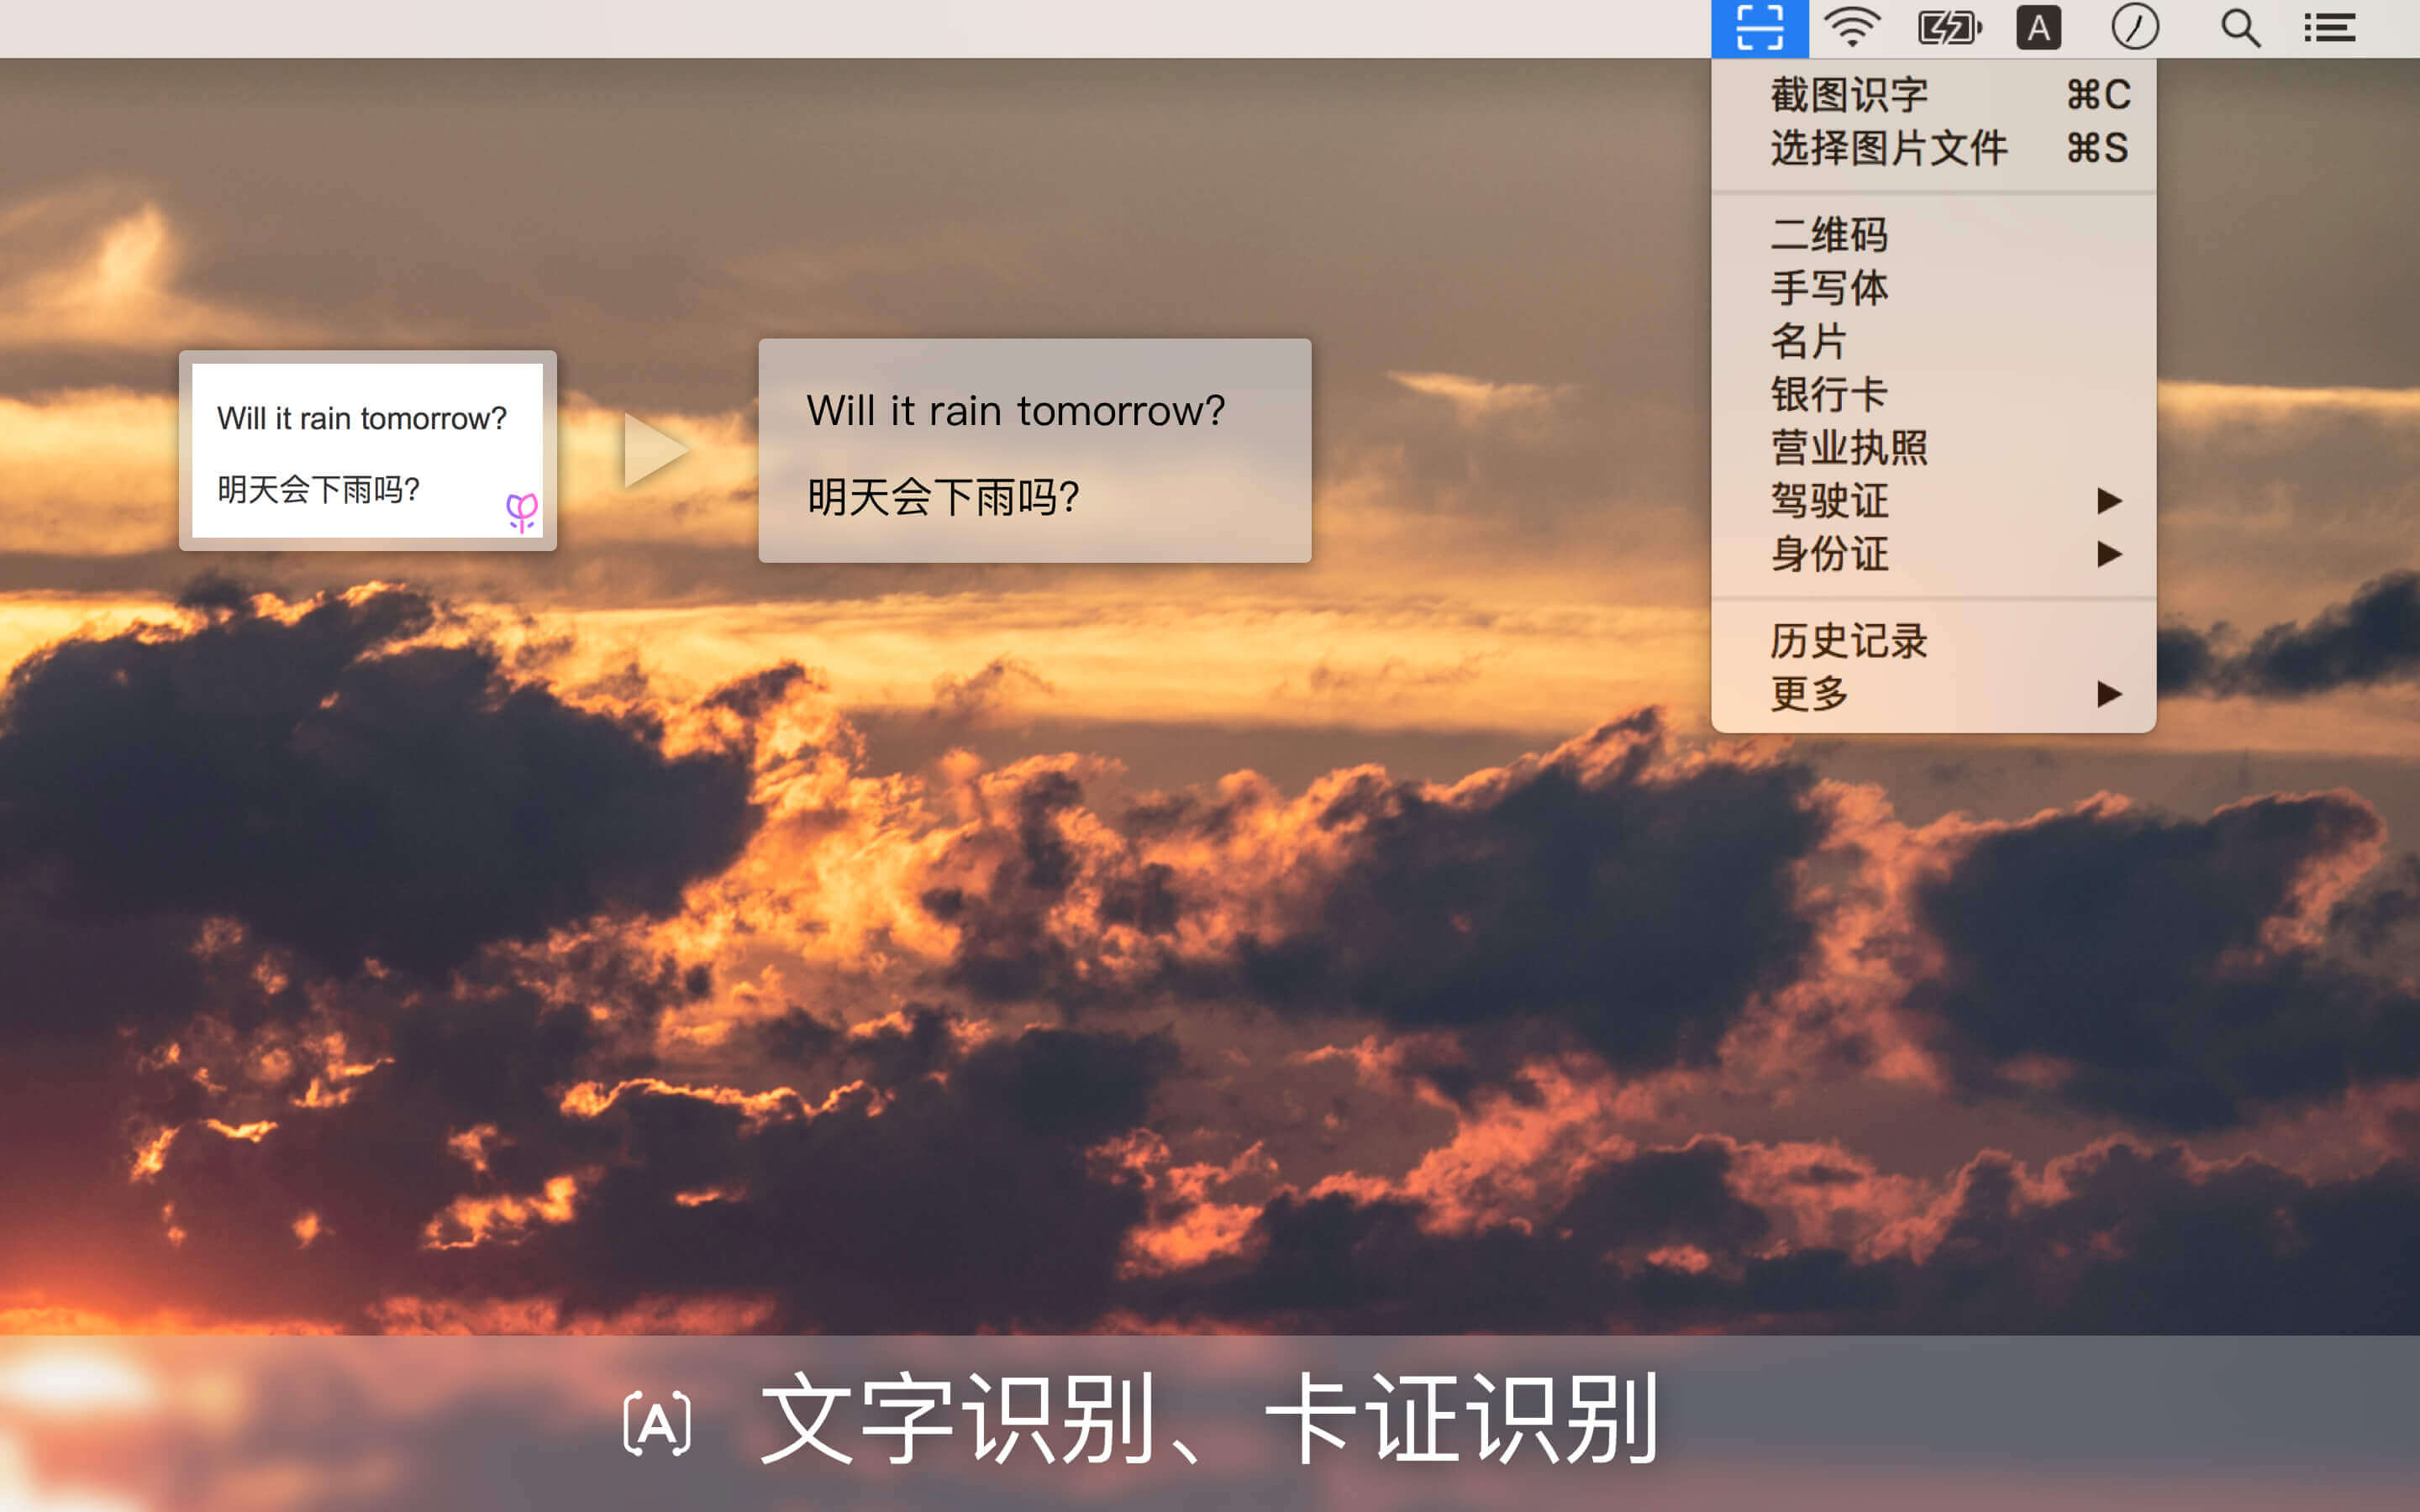 A
截图识字 ⌘C
选择图片文件 ⌘S
二维码
手写体
名片
银行卡
营业执照
驾驶证 ▶
身份证 ▶
历史记录
更多 ▶
Will it rain tomorrow?
明天会下雨吗?
Will it rain tomorrow?
明天会下雨吗?
[A] 文字识别、卡证识别